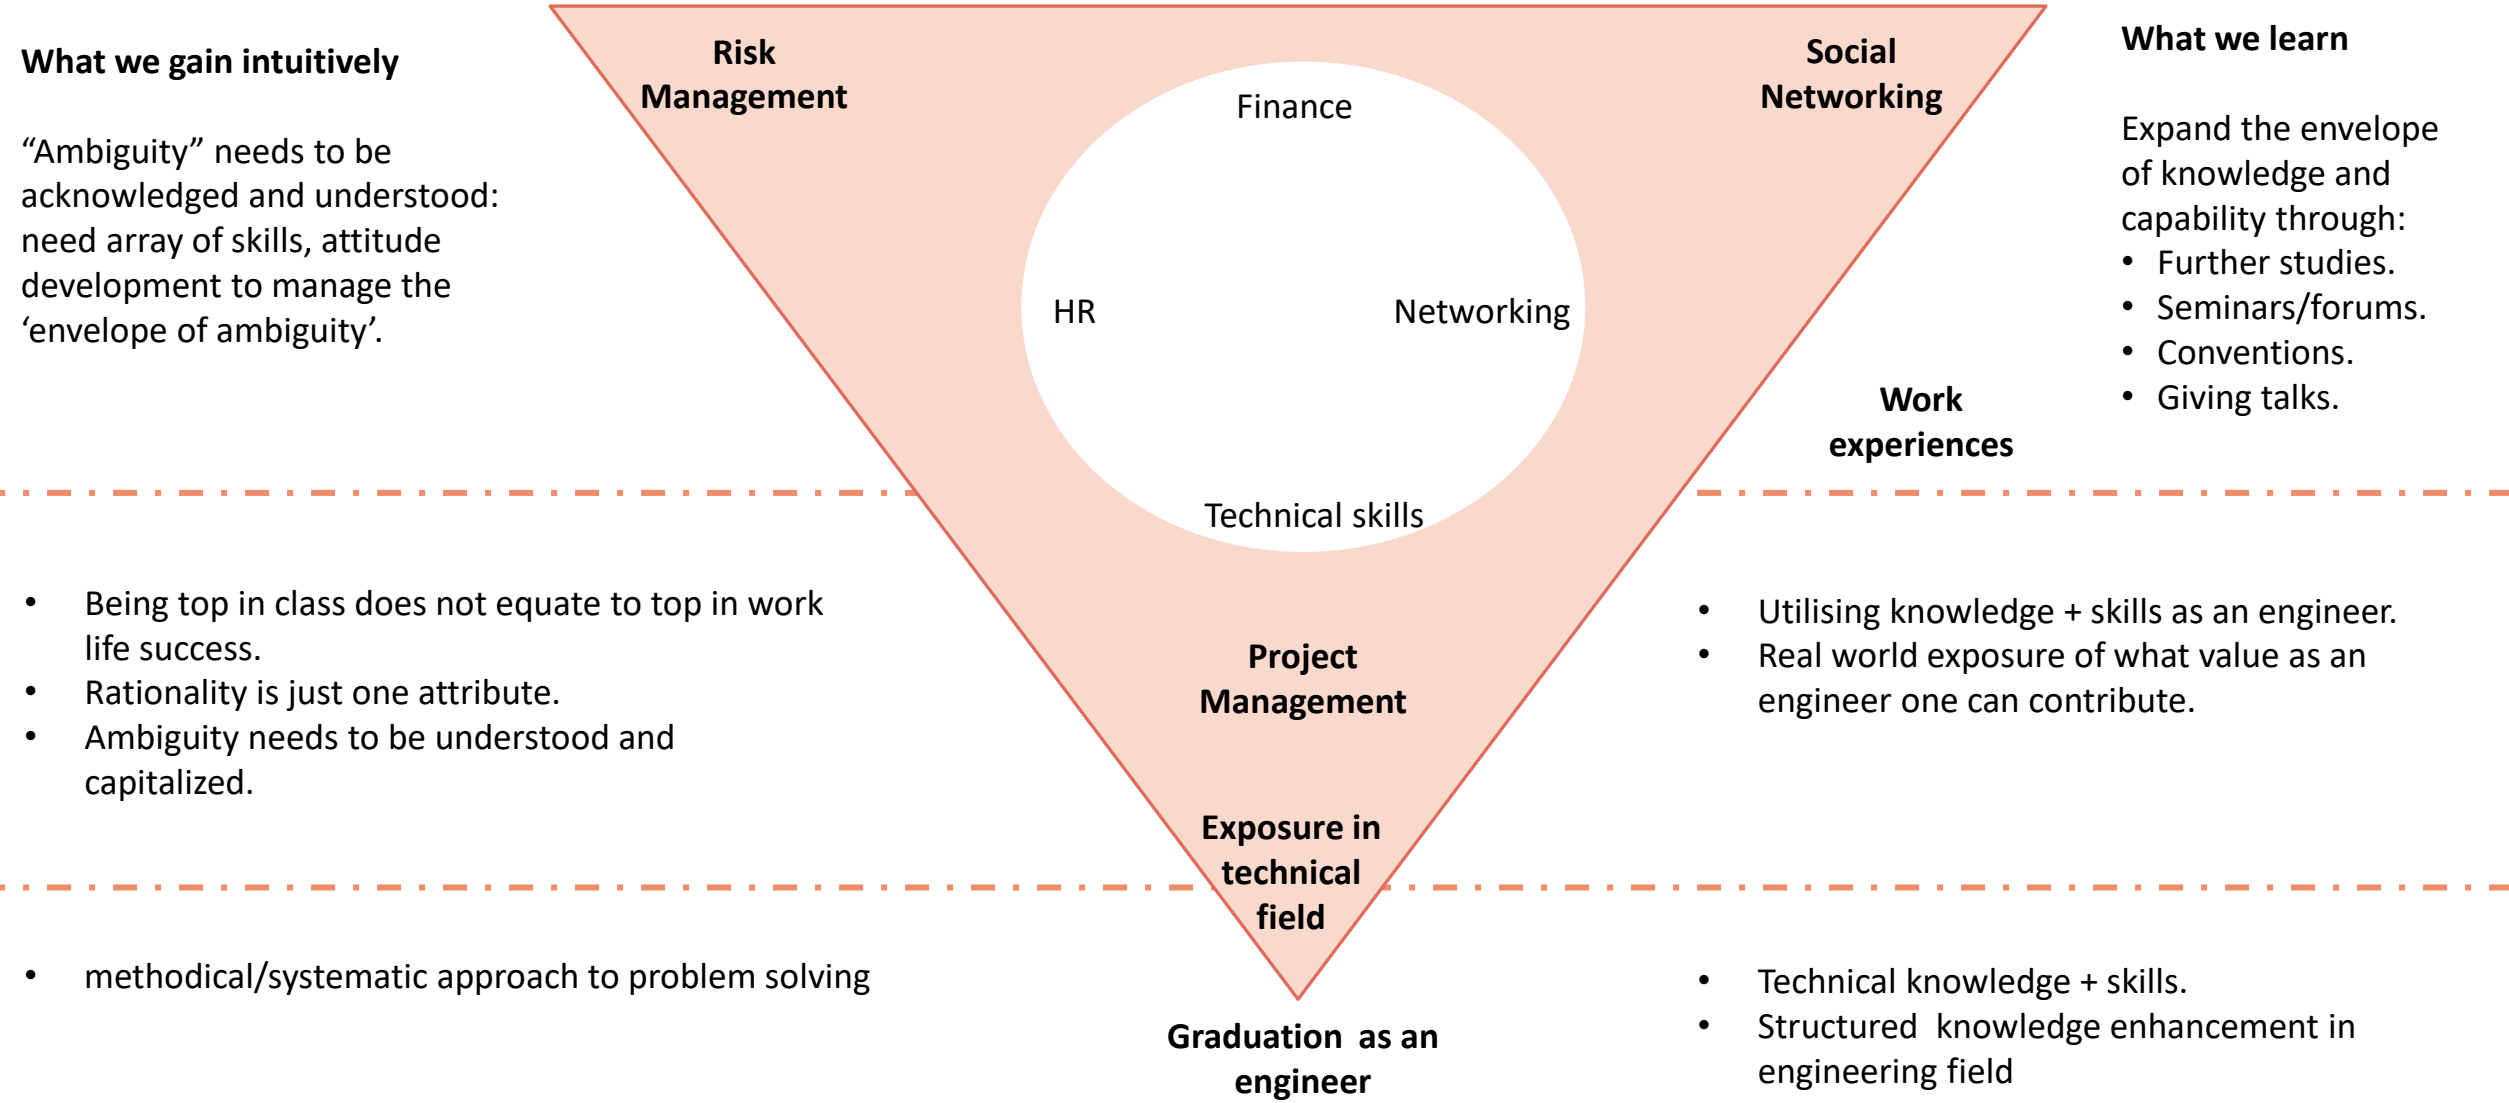 What we gain intuitively
“Ambiguity” needs to be
acknowledged and understood:
need array of skills, attitude
development to manage the
‘envelope of ambiguity’.
Risk
Management
Finance
HR
Networking
Technical skills
Social
Networking
What we learn
Expand the envelope
of knowledge and
capability through:
• Further studies.
• Seminars/forums.
• Conventions.
• Giving talks.
Work
experiences
• Being top in class does not equate to top in work
life success.
• Rationality is just one attribute.
• Ambiguity needs to be understood and
capitalized.
Project
Management
• Utilising knowledge + skills as an engineer.
• Real world exposure of what value as an
engineer one can contribute.
Exposure in
technical
field
• methodical/systematic approach to problem solving
Graduation as an
engineer
• Technical knowledge + skills.
• Structured knowledge enhancement in
engineering field